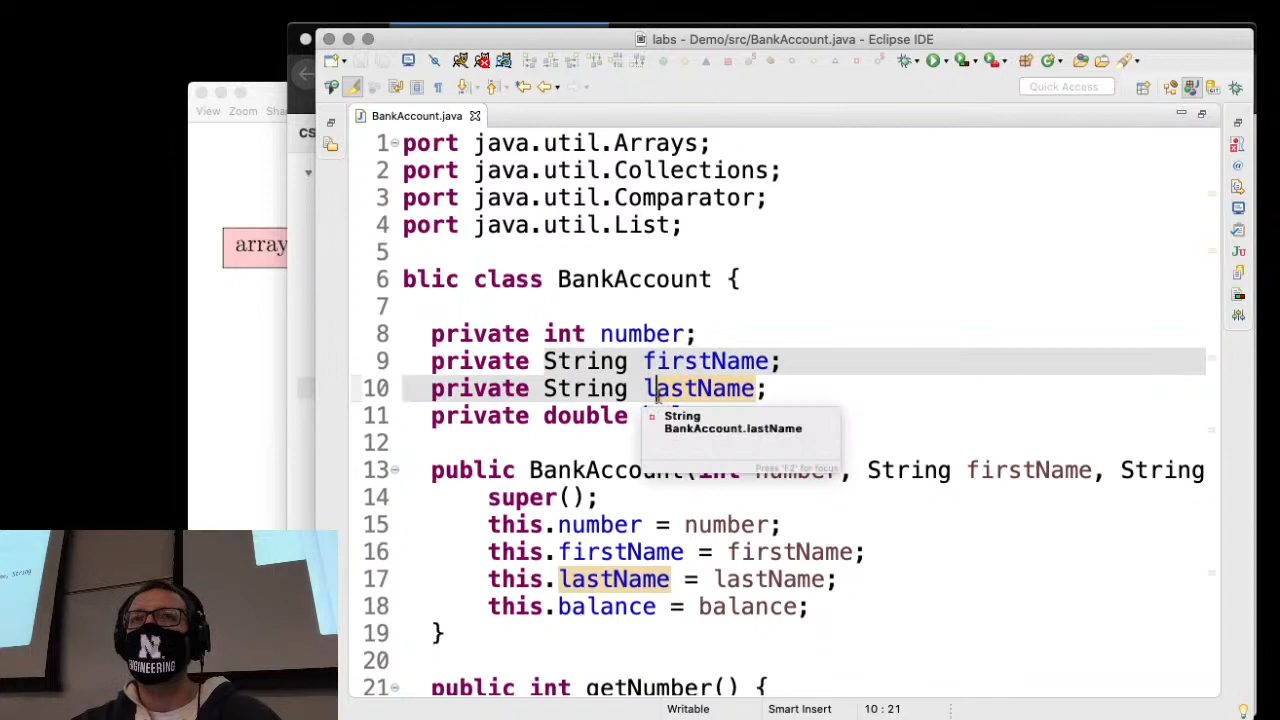 labs - Demo/src/BankAccount.java - Eclipse IDE
Quick Access
View Zoom
BankAccount.java
CS
array
1 port java.util.Arrays;
2 port java.util.Collections;
3 port java.util.Comparator;
4 port java.util.List;
5
6 blic class BankAccount {
7
8 private int number;
9 private String firstName;
10 private String lastName;
11 private double
String
BankAccount.lastName
Press 'F2' for focus
12
13 public BankAccount(int number, String firstName, String
14 super();
15 this.number = number;
16 this.firstName = firstName;
17 this.lastName = lastName;
18 this.balance = balance;
19 }
20
21 public int getNumber() {
N
ENGINEERING
Writable Smart Insert 10 : 21